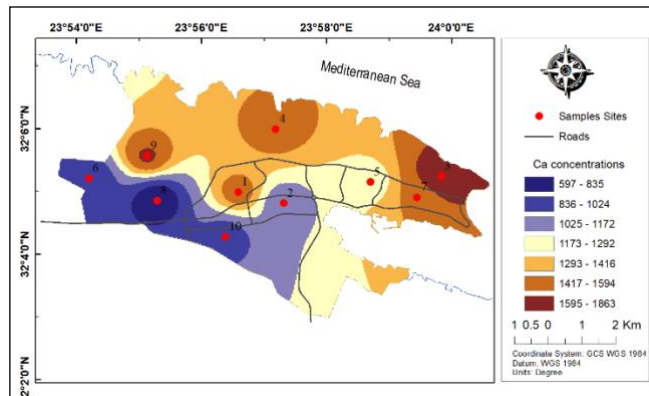 23°54'0"E 23°56'0"E 23°58'0"E 24°0'0"E
Mediterranean Sea
32°6'0"N
32°4'0"N
2°2'0"N
4
9
6
3
5
1
7
8
2
10
Samples Sites
Roads
Ca concentrations
597 - 835
836 - 1024
1025 - 1172
1173 - 1292
1293 - 1416
1417 - 1594
1595 - 1863
1 0.5 0 1 2 Km
Coordinate System: GCS WGS 1984
Datum: WGS 1984
Units: Degree